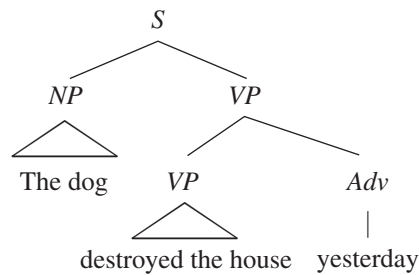 S
NP VP
The dog VP Adv
destroyed the house yesterday